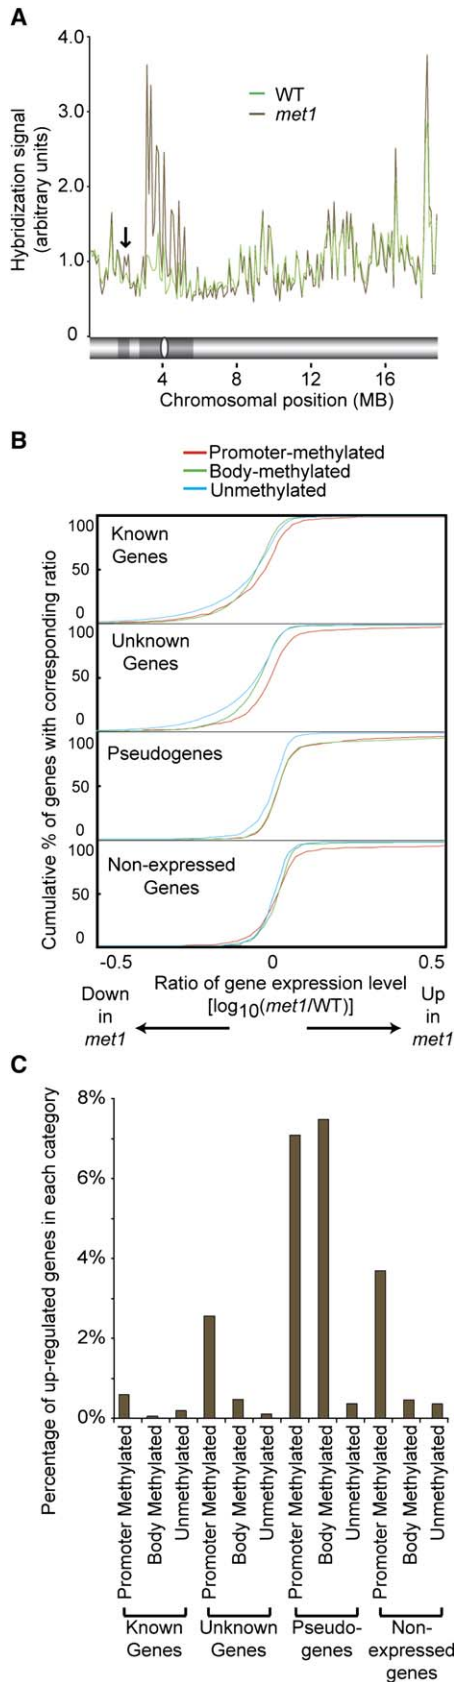 A
4.0
3.0
2.0
1.0
0
Hybridization signal
(arbitrary units)
WT
met1
4
8
12
16
Chromosomal position (MB)
B
Promoter-methylated
Body-methylated
Unmethylated
Cumulative % of genes with corresponding ratio
100
50
0
Known
Genes
100
50
0
Unknown
Genes
100
50
0
Pseudogenes
100
50
0
Non-expressed
Genes
-0.5
0
0.5
Ratio of gene expression level
[log10(met1/WT)]
Down
in
met1
Up
in
met1
C
Percentage of up-regulated genes in each category
8%
6%
4%
2%
0%
Promoter Methylated
Body Methylated
Unmethylated
Promoter Methylated
Body Methylated
Unmethylated
Promoter Methylated
Body Methylated
Unmethylated
Promoter Methylated
Body Methylated
Unmethylated
Known
Genes
Unknown
Genes
Pseudo-
genes
Non-
expressed
genes